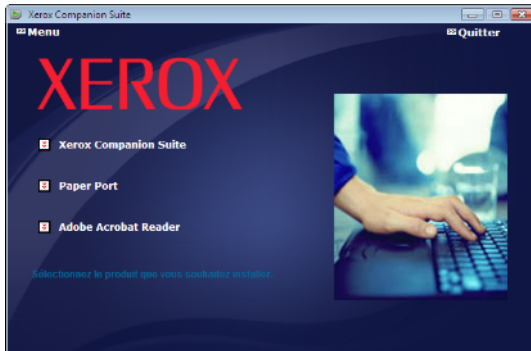 Xerox Companion Suite
Menu
Quitter
XEROX
Xerox Companion Suite
Paper Port
Adobe Acrobat Reader
Sélectionnez le produit que vous souhaitez installer.